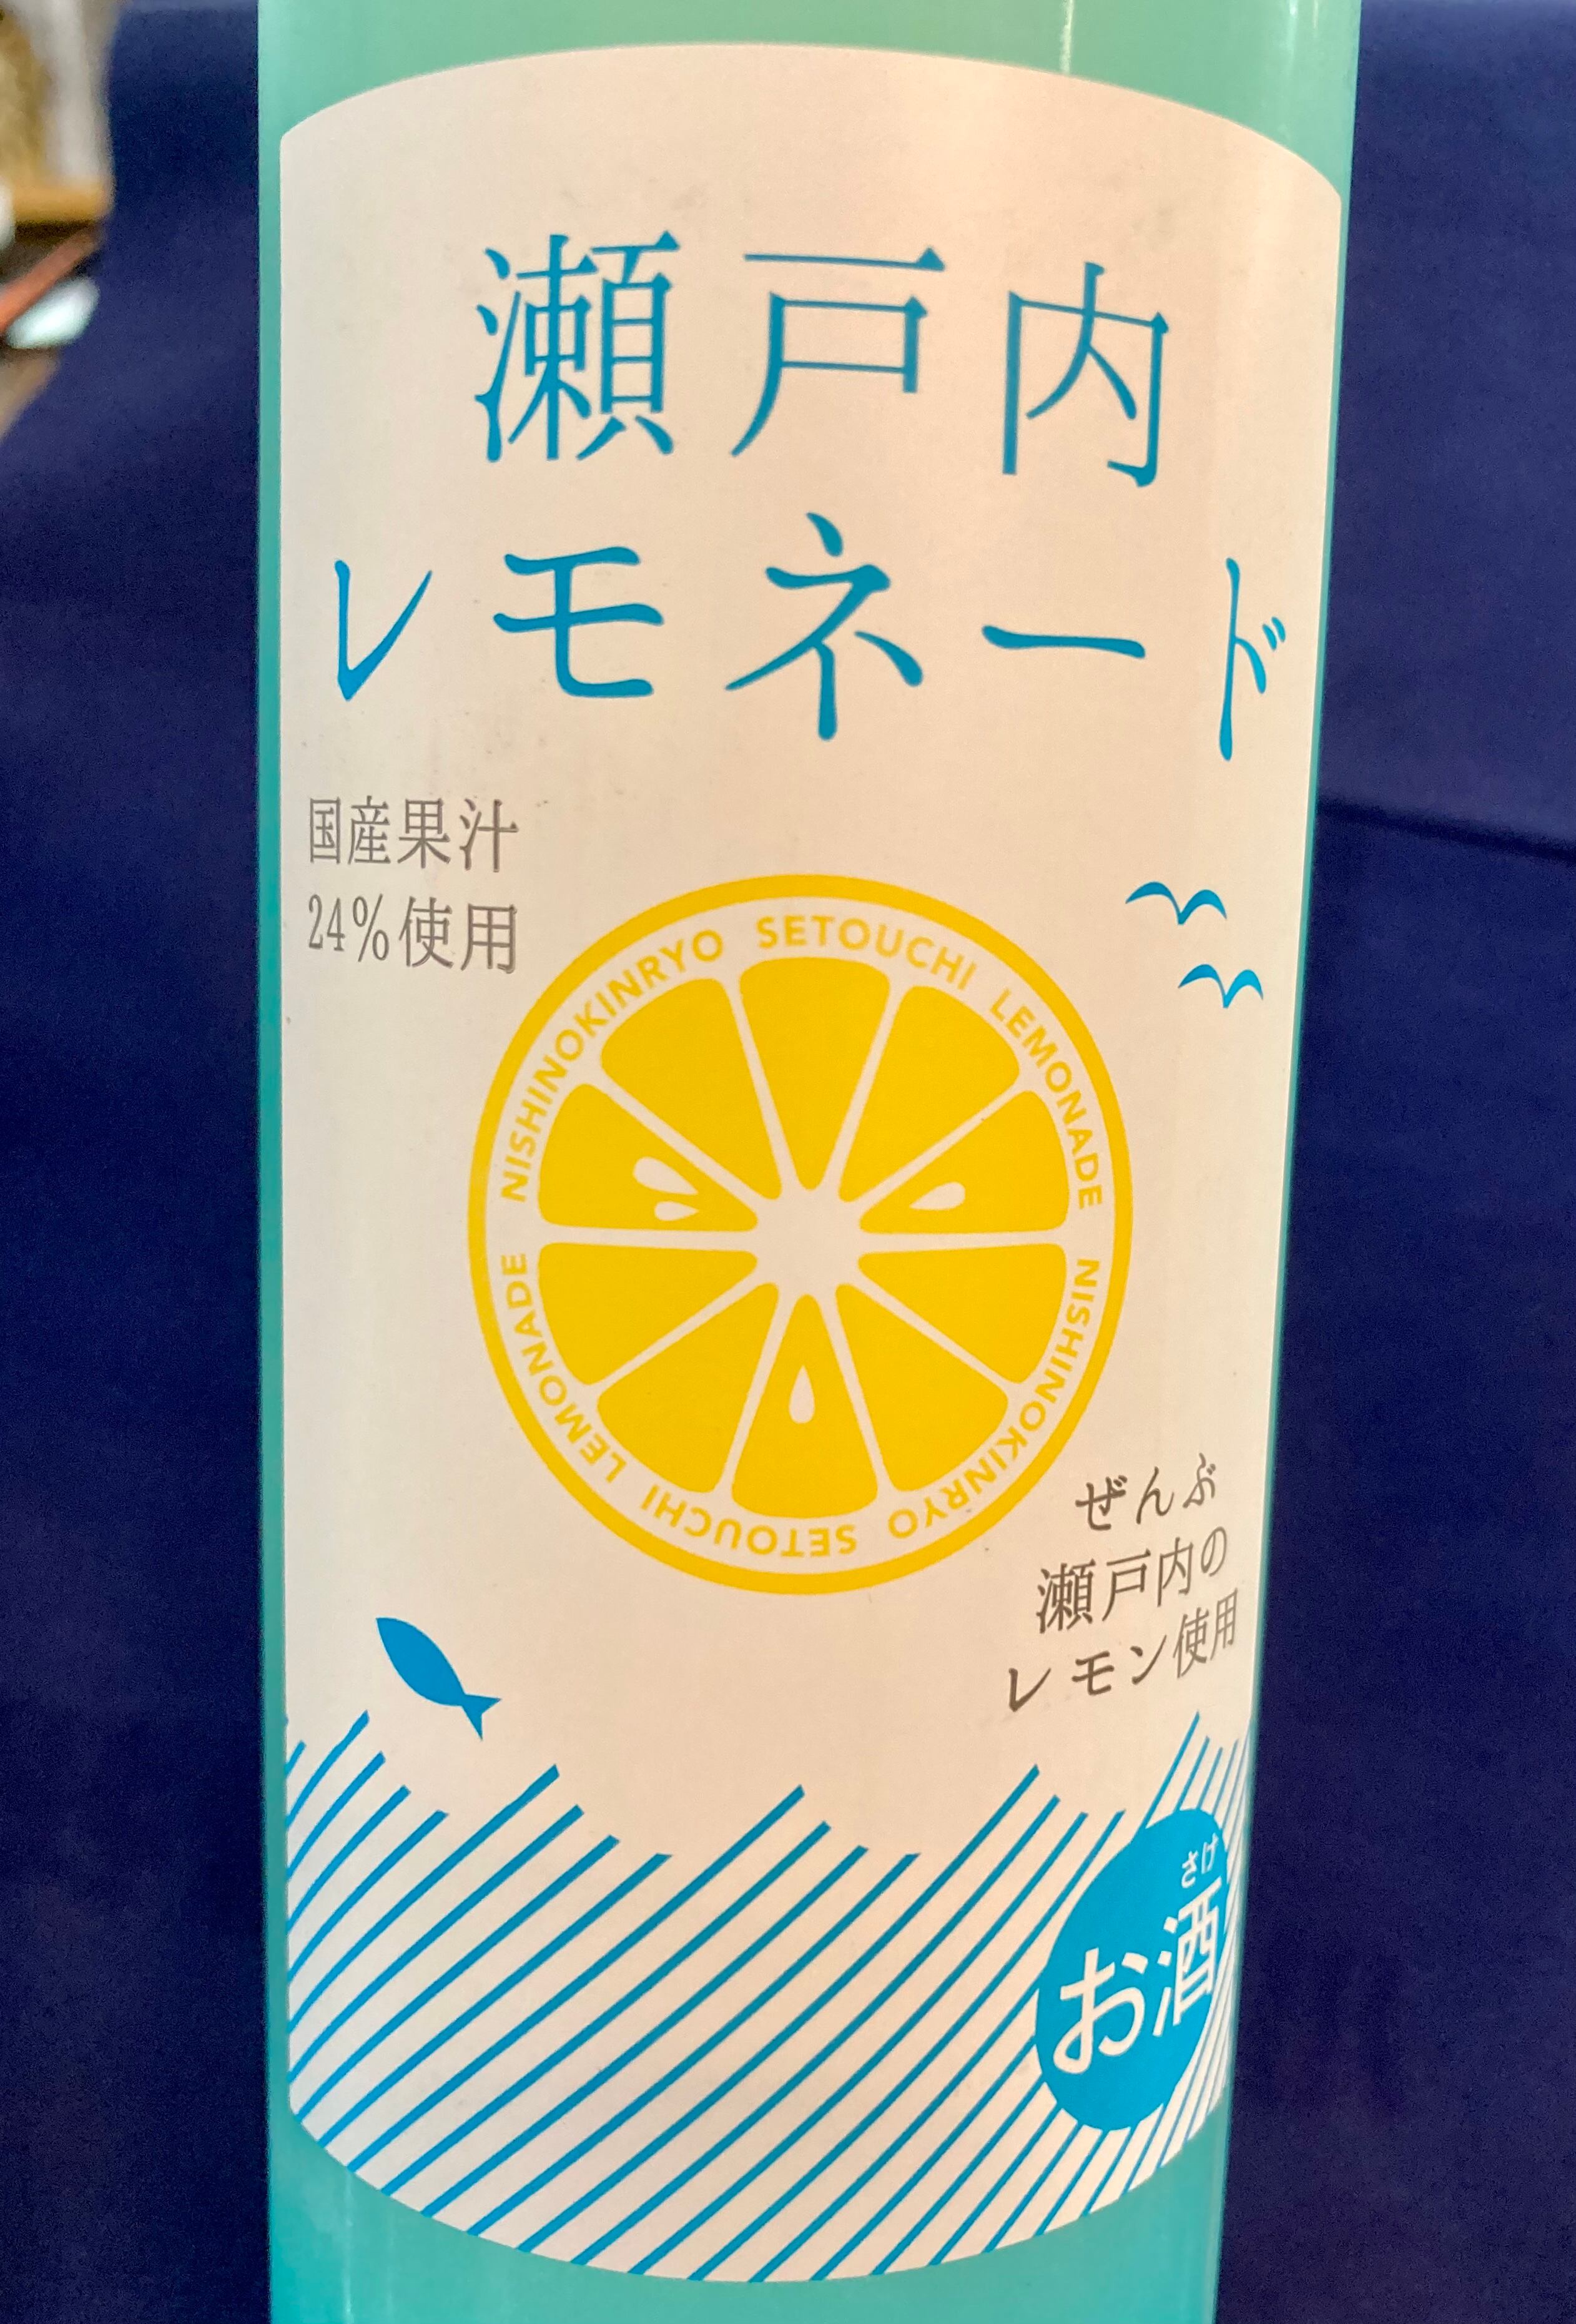 瀬戸内
レモネード
国産果汁
24%使用
NISHINOKINRYO SETOUCHI LEMONADE
NISHINOKINRYO SETOUCHI LEMONADE
ぜんぶ
瀬戸内の
レモン使用
さけ
お酒